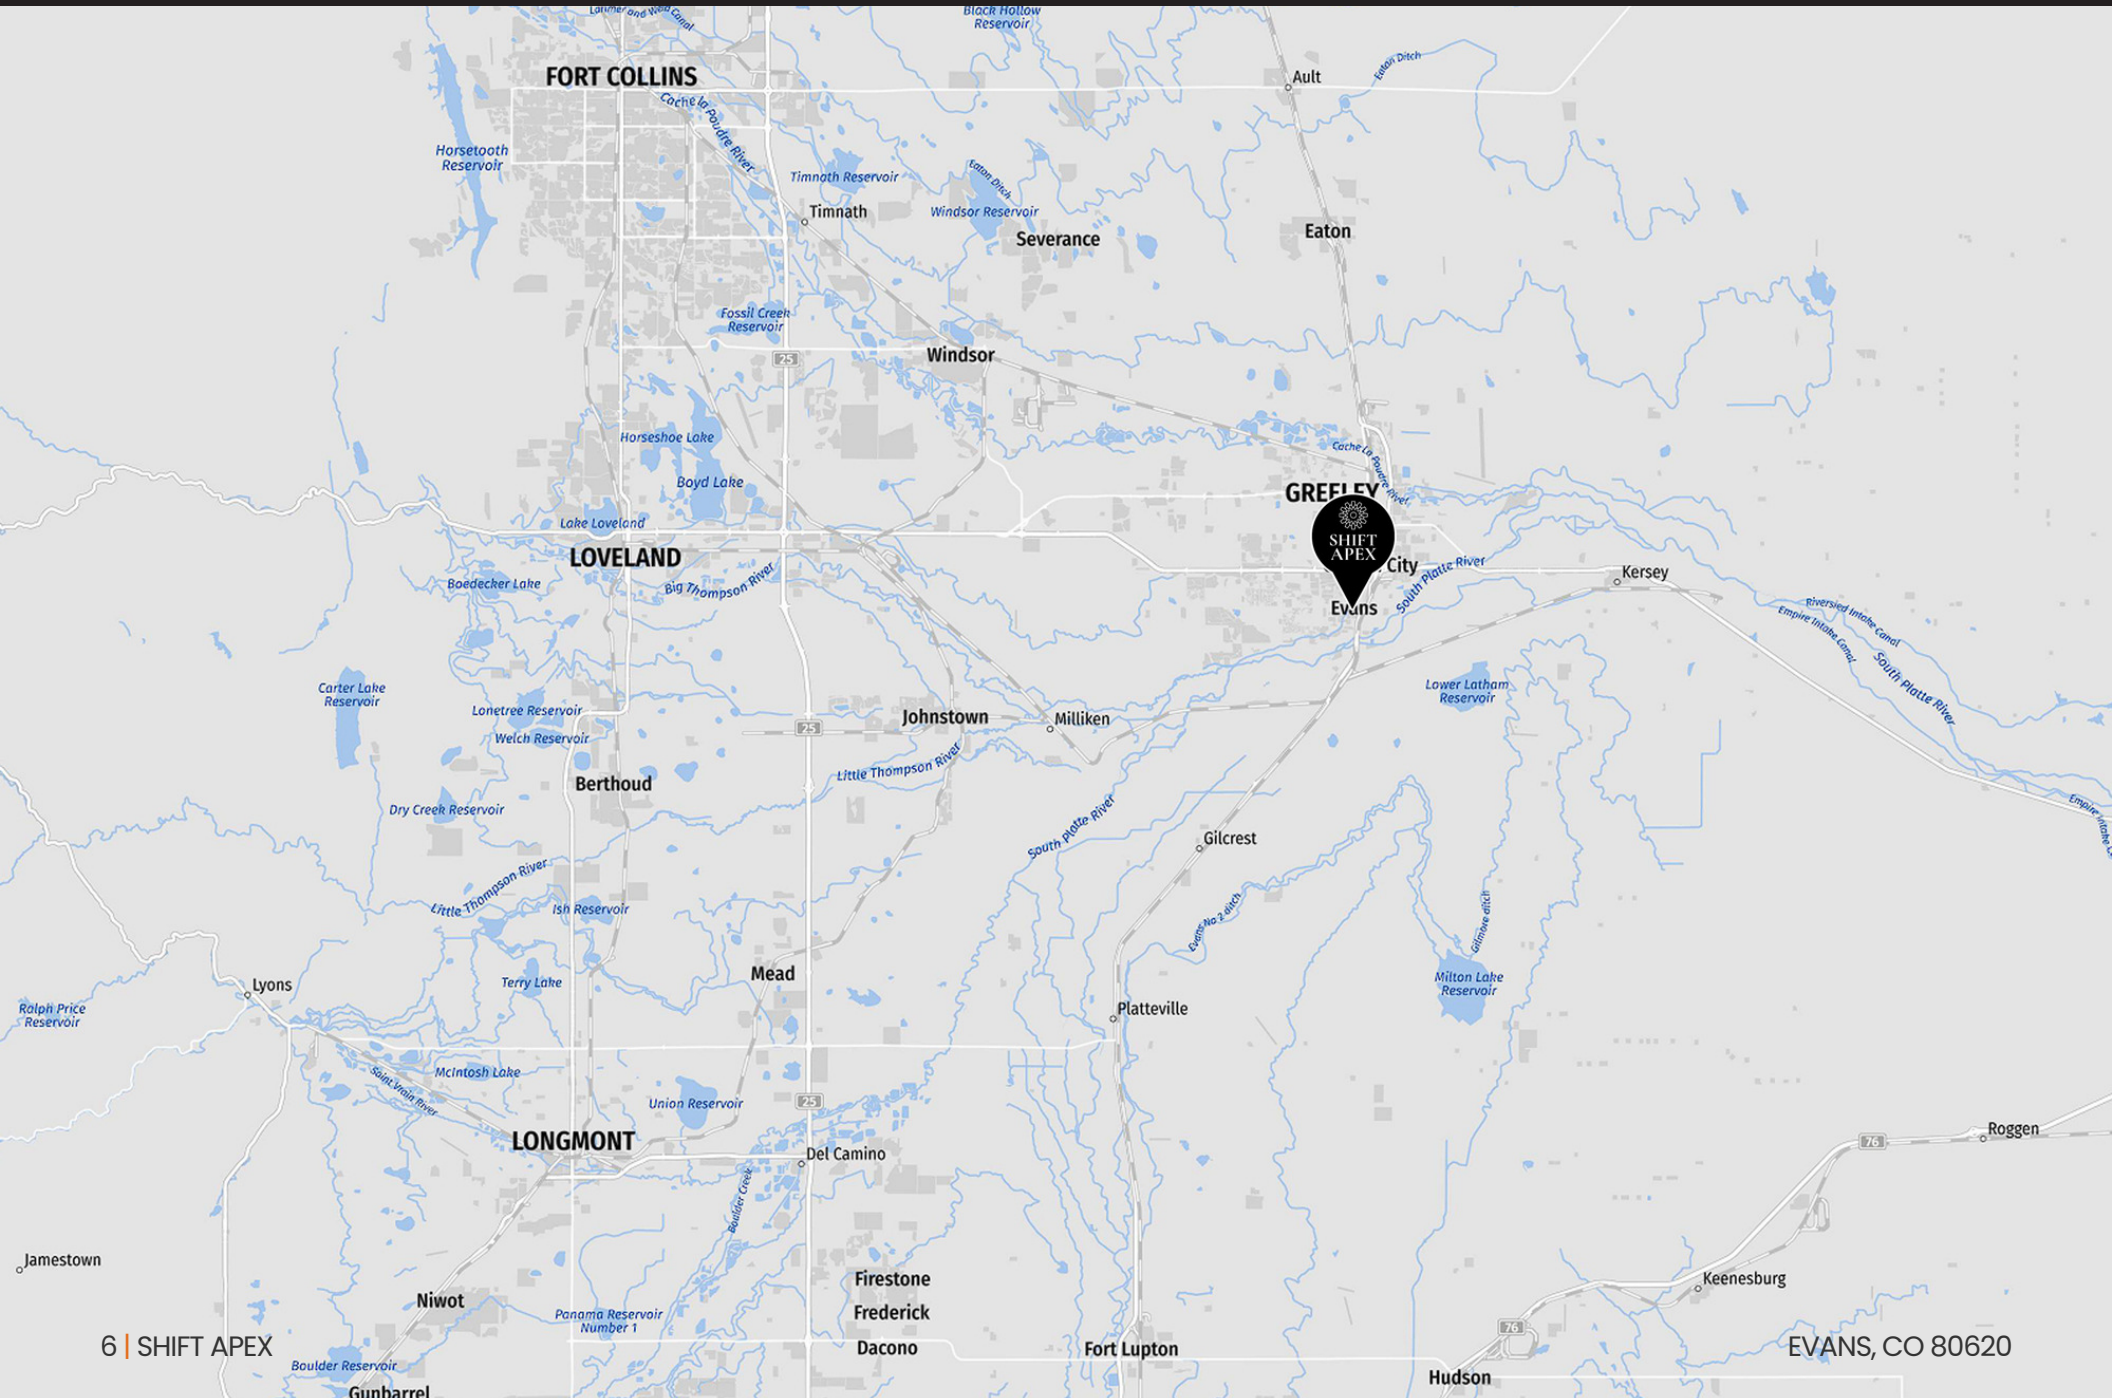 Larimer and Weld Canal
Black Hollow
Reservoir
FORT COLLINS
Ault
Eaton Ditch
Cache la Poudre River
Horsetooth
Reservoir
Timnath Reservoir
Eaton Ditch
Timnath
Windsor Reservoir
Severance
Eaton
Fossil Creek
Reservoir
25
Windsor
Horseshoe Lake
Cache La Poudre River
Boyd Lake
GREELEY
Lake Loveland
SHIFT
APEX
LOVELAND
City
Boedecker Lake
Big Thompson River
South Platte River
Kersey
Evans
Riversied Intake Canal
Empire Intake Canal
South Platte River
Carter Lake
Reservoir
Lower Latham
Reservoir
Lonetree Reservoir
Johnstown
Milliken
25
Welch Reservoir
Little Thompson River
Berthoud
Dry Creek Reservoir
South Platte River
Empire Intake C
Gilcrest
Little Thompson River
Ish Reservoir
Evans No 2 ditch
Gilmore ditch
Mead
Terry Lake
Milton Lake
Reservoir
Lyons
Ralph Price
Reservoir
Platteville
McIntosh Lake
Saint Vrain River
Union Reservoir
25
LONGMONT
Del Camino
Roggen
76
Boulder Creek
Jamestown
Firestone
Keenesburg
Niwot
Frederick
Panama Reservoir
Number 1
76
Dacono
Fort Lupton
Boulder Reservoir
Hudson
Gunbarrel
6 | SHIFT APEX
EVANS, CO 80620